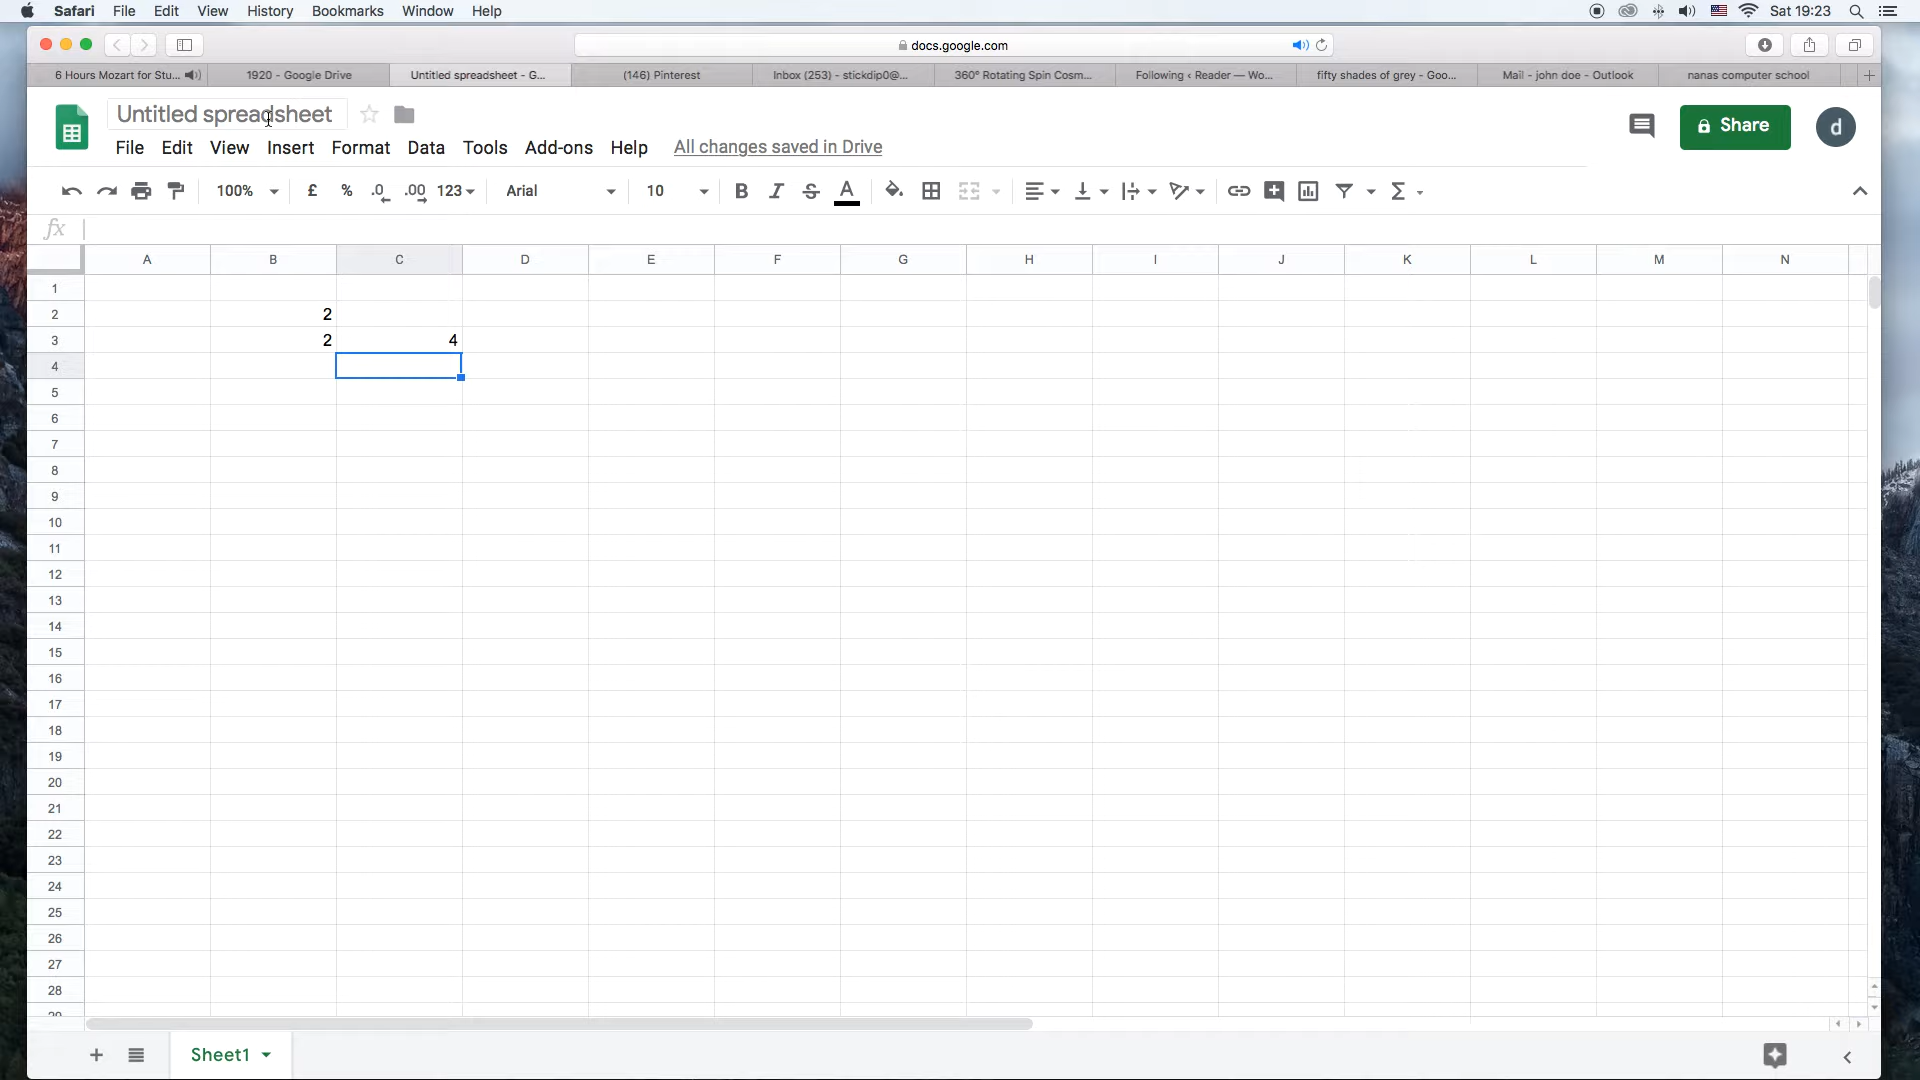 Safari File Edit View History Bookmarks Window Help Sat 19:23
docs.google.com
6 Hours Mozart for Stu... 1920 - Google Drive Untitled spreadsheet - G... (146) Pinterest Inbox (253) - stickdip0@... 360° Rotating Spin Cosm... Following ‹ Reader — Wo... fifty shades of grey - Goo... Mail - john doe - Outlook nanas computer school
Untitled spreadsheet
Share d
File Edit View Insert Format Data Tools Add-ons Help All changes saved in Drive
100% £ % .0 .00 123 Arial 10 B I S A Σ
fx
A B C D E F G H I J K L M N
1
2 2
3 2 4
4
5
6
7
8
9
10
11
12
13
14
15
16
17
18
19
20
21
22
23
24
25
26
27
28
29
Sheet1